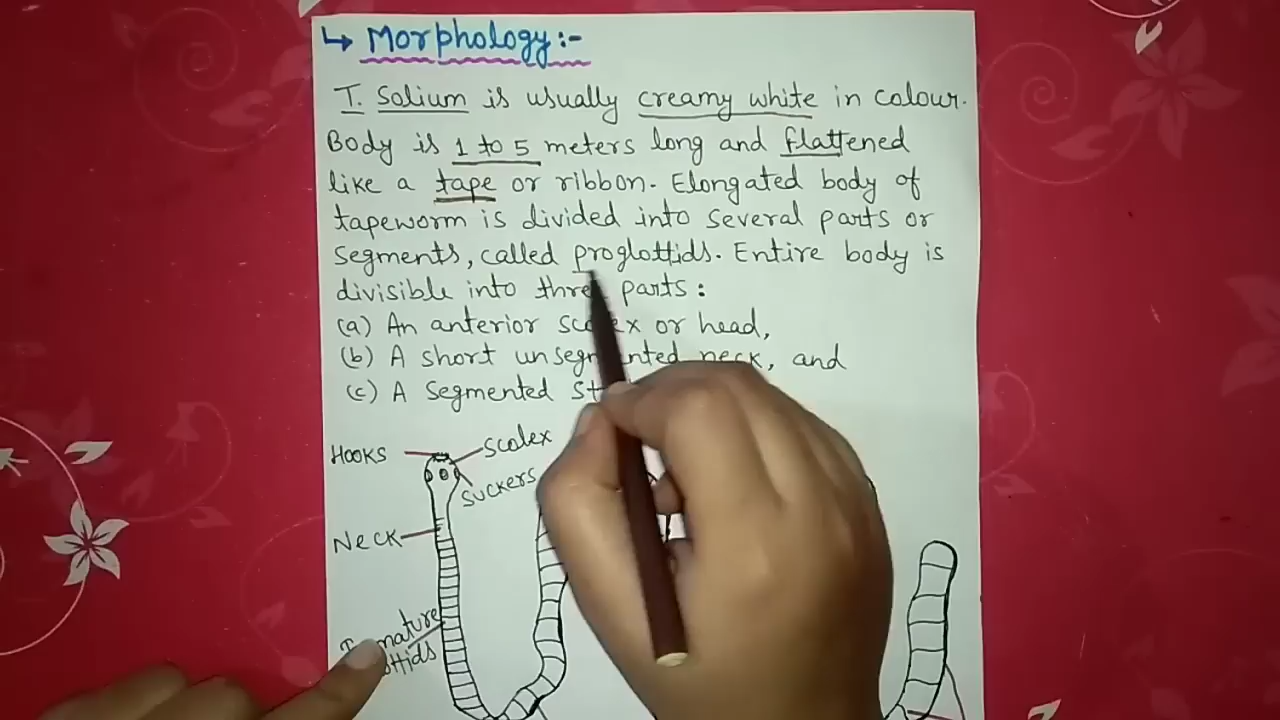 ↳ Morphology:-
T. Solium is usually creamy white in colour.
Body is 1 to 5 meters long and flattened
like a tape or ribbon. Elongated body of
tapeworm is divided into several parts or
segments, called proglottids. Entire body is
divisible into three parts:
(a) An anterior scolex or head,
(b) A short unsegmented neck, and
(c) A Segmented
Hooks
Scolex
Suckers
Neck